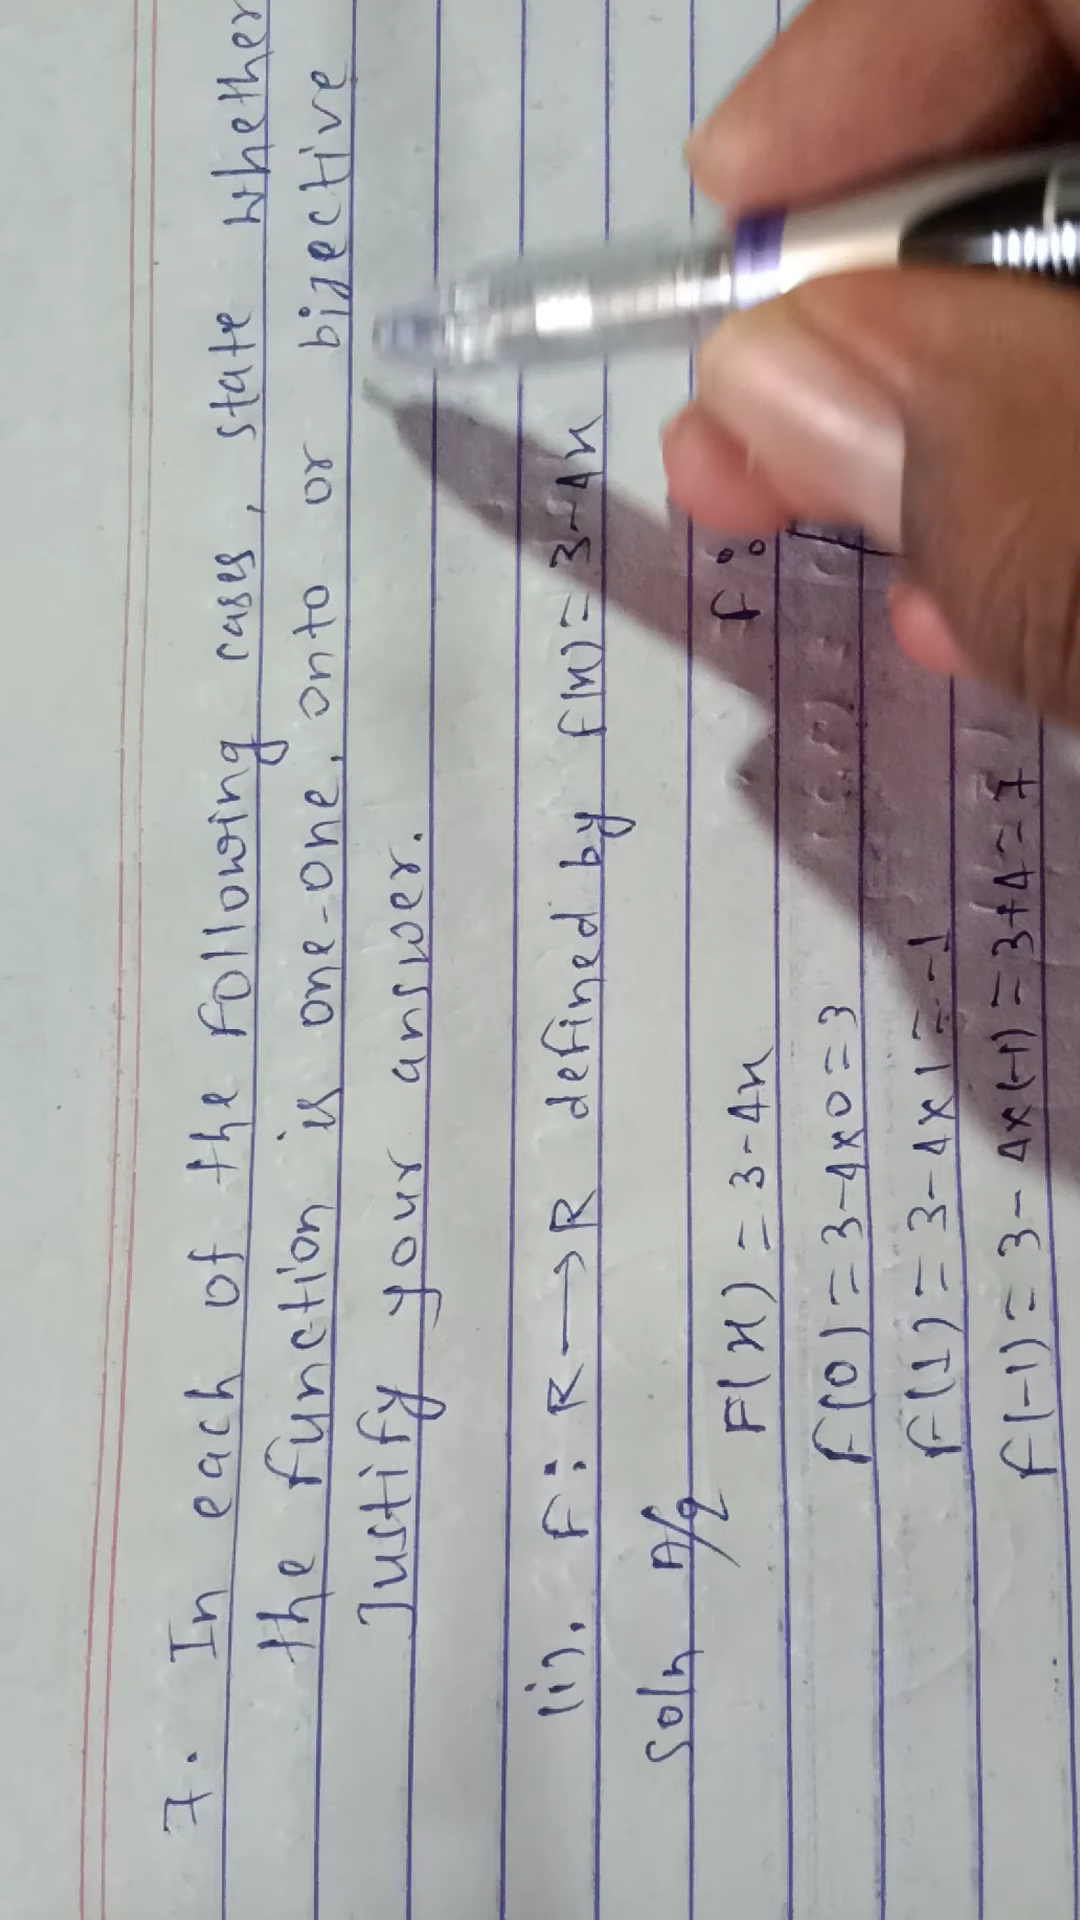 7. In each of the following cases, state whether
the function is one-one, onto or bijective
Justify your answer.
(i). F: R → R defined by f(x) = 3-4x
Soln A/q
F(x) = 3-4x
f:
f(0) = 3-4x0 = 3
f(1) = 3-4x1 = -1
f(-1) = 3-4x(-1) = 3+4 = 7